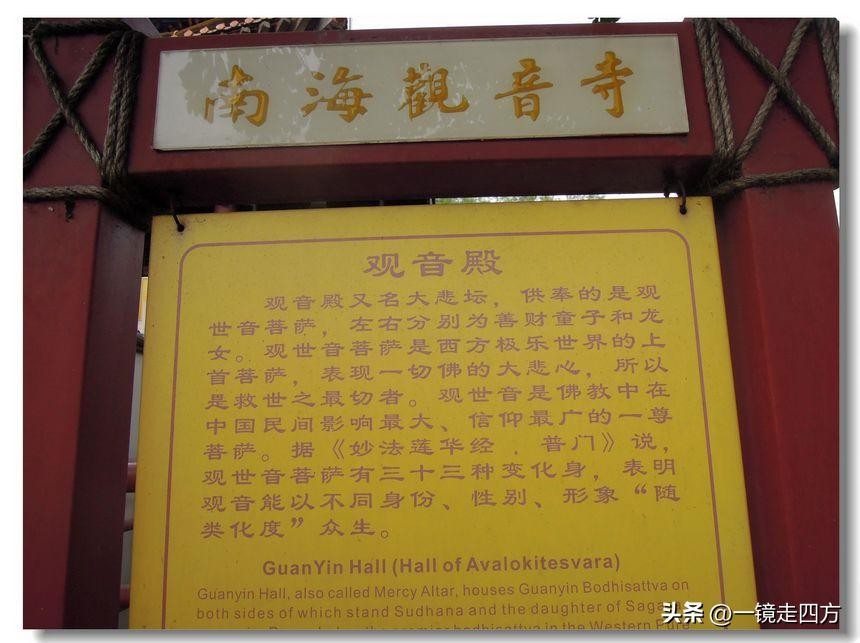 南海觀音寺
观音殿
观音殿又名大悲坛，供奉的是观
世音菩萨，左右分别为善财童子和龙
女。观世音菩萨是西方极乐世界的上
首菩萨，表现一切佛的大悲心，所以
是救世之最切者。观世音是佛教中在
中国民间影响最大、信仰最广的一尊
菩萨。据《妙法莲华经．普门》说，
观世音菩萨有三十三种变化身，表明
观音能以不同身份、性别、形象“随
类化度”众生。
GuanYin Hall (Hall of Avalokitesvara)
Guanyin Hall, also called Mercy Altar, houses Guanyin Bodhisattva on
both sides of which stand Sudhana and the daughter of
bodhisattva in the Western Pure
头条 @一镜走四方